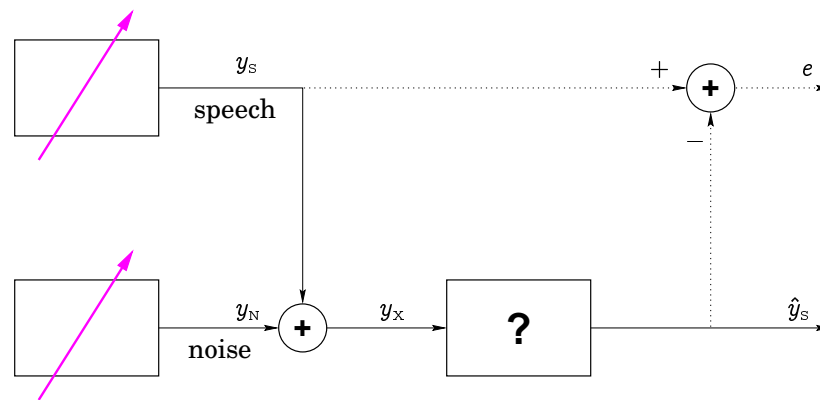 y_S
+ e
speech
+
−
y_N y_X ŷ_S
+ ?
noise